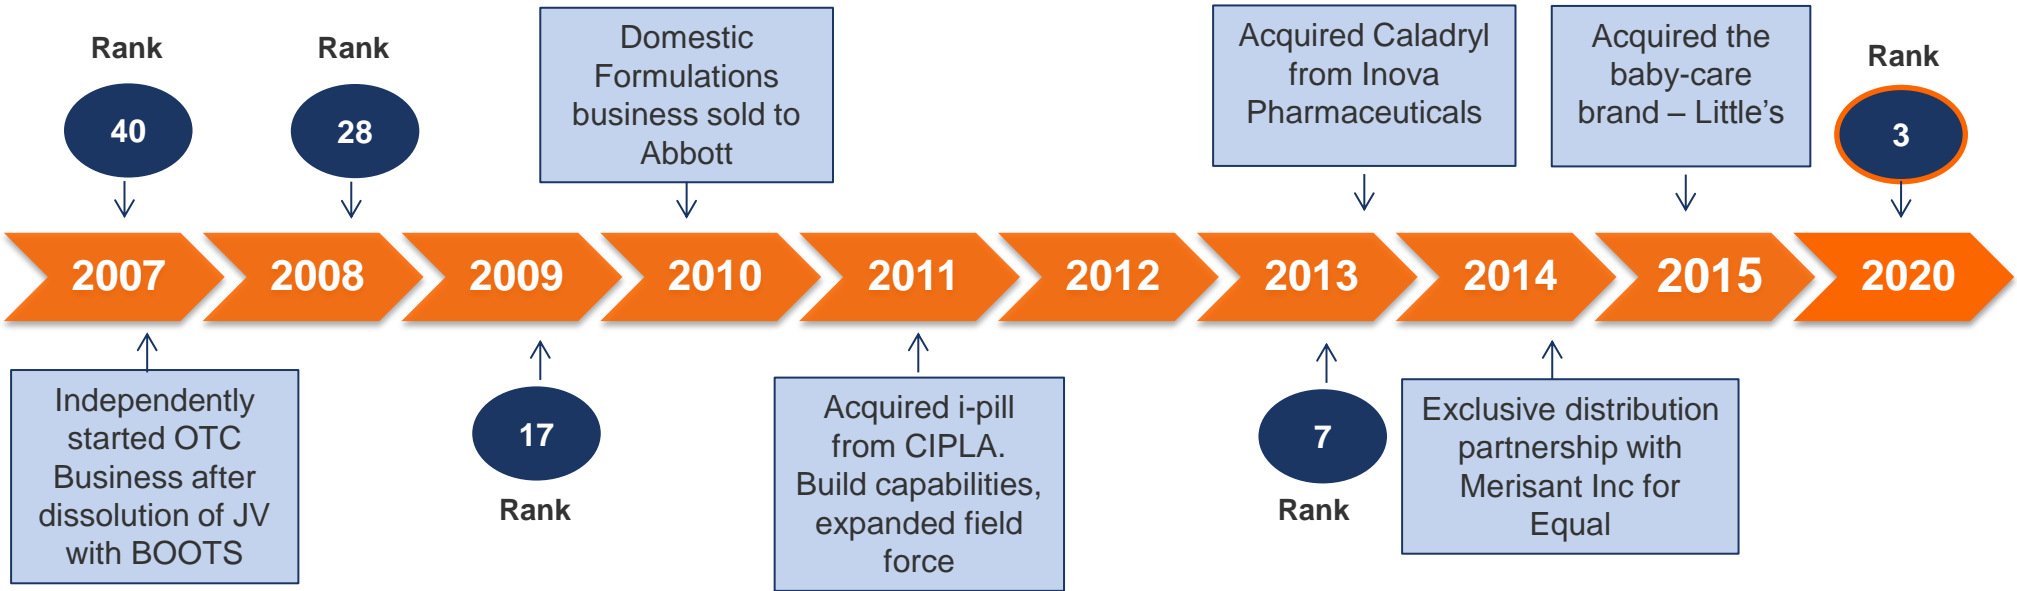 Rank
40
Rank
28
Domestic
Formulations
business sold to
Abbott
Acquired Caladryl
from Inova
Pharmaceuticals
Acquired the
baby-care
brand – Little's
Rank
3
2007
2008
2009
2010
2011
2012
2013
2014
2015
2020
Independently
started OTC
Business after
dissolution of JV
with BOOTS
17
Rank
Acquired i-pill
from CIPLA.
Build capabilities,
expanded field
force
7
Rank
Exclusive distribution
partnership with
Merisant Inc for
Equal